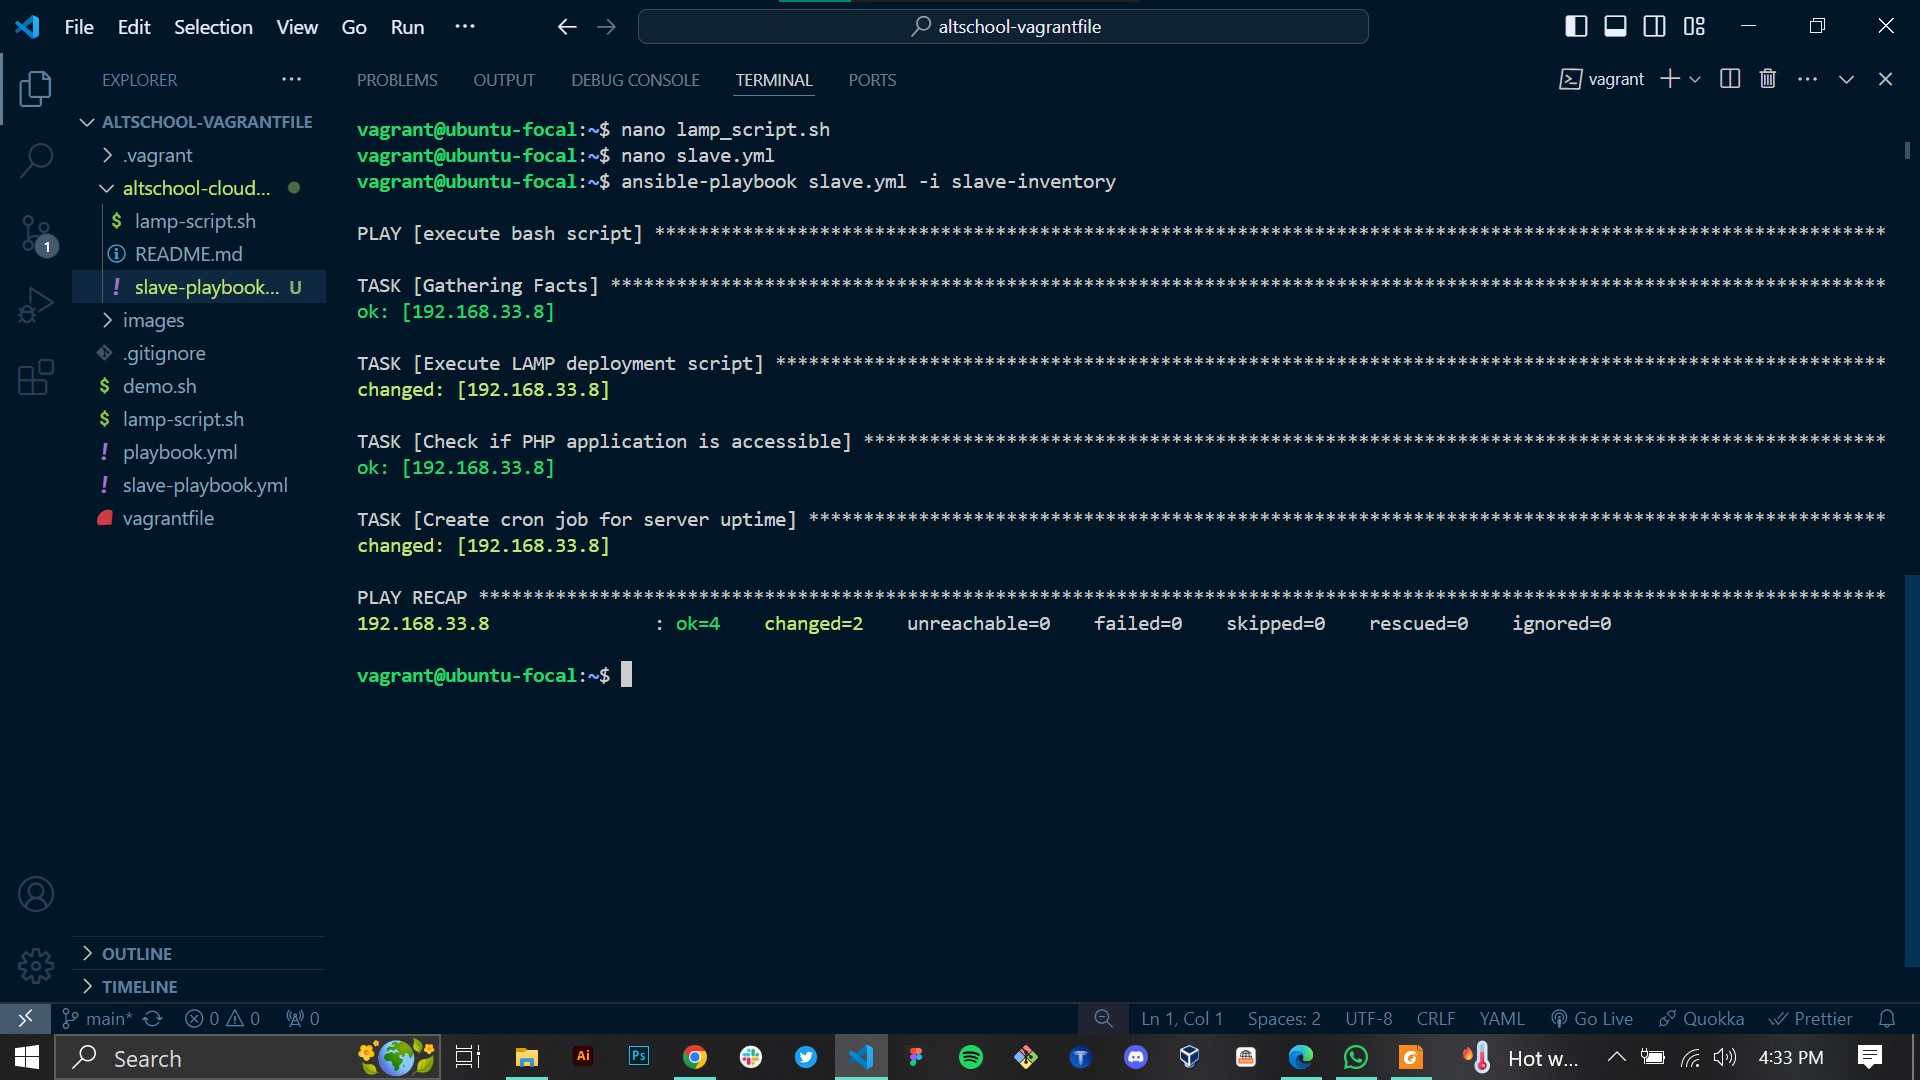 File Edit Selection View Go Run ··· altschool-vagrantfile
EXPLORER ···
ALTSCHOOL-VAGRANTFILE
.vagrant
altschool-cloud...
$ lamp-script.sh
README.md
! slave-playbook... U
images
.gitignore
$ demo.sh
$ lamp-script.sh
! playbook.yml
! slave-playbook.yml
vagrantfile
OUTLINE
TIMELINE
1
PROBLEMS OUTPUT DEBUG CONSOLE TERMINAL PORTS vagrant
vagrant@ubuntu-focal:~$ nano lamp_script.sh
vagrant@ubuntu-focal:~$ nano slave.yml
vagrant@ubuntu-focal:~$ ansible-playbook slave.yml -i slave-inventory
PLAY [execute bash script] ****************************************************************************************************************
TASK [Gathering Facts] ********************************************************************************************************************
ok: [192.168.33.8]
TASK [Execute LAMP deployment script] *****************************************************************************************************
changed: [192.168.33.8]
TASK [Check if PHP application is accessible] *********************************************************************************************
ok: [192.168.33.8]
TASK [Create cron job for server uptime] **************************************************************************************************
changed: [192.168.33.8]
PLAY RECAP ********************************************************************************************************************************
192.168.33.8 : ok=4 changed=2 unreachable=0 failed=0 skipped=0 rescued=0 ignored=0
vagrant@ubuntu-focal:~$
main* 0 0 0 Ln 1, Col 1 Spaces: 2 UTF-8 CRLF YAML Go Live Quokka Prettier
Search Ai Ps Hot w... 4:33 PM